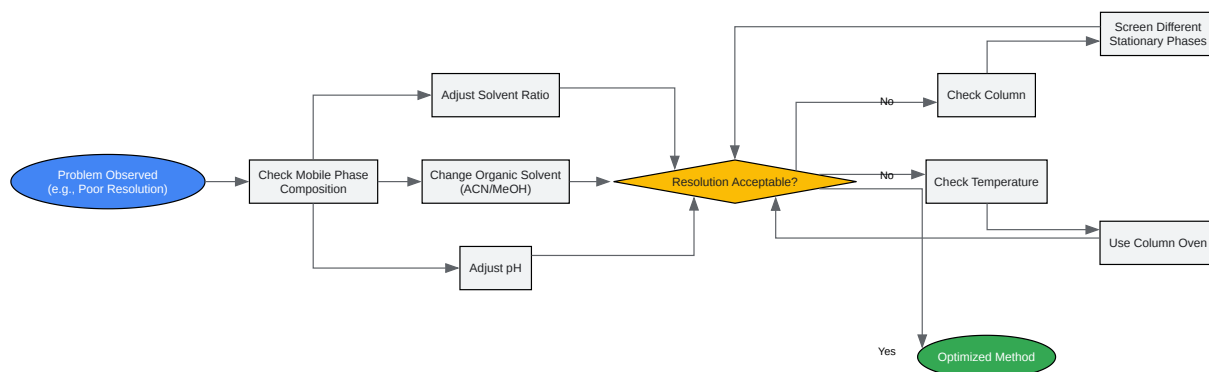 Problem Observed
(e.g., Poor Resolution)
Check Mobile Phase
Composition
Adjust Solvent Ratio
Change Organic Solvent
(ACN/MeOH)
Adjust pH
Resolution Acceptable?
No
Check Column
Screen Different
Stationary Phases
No
Check Temperature
Use Column Oven
Yes
Optimized Method